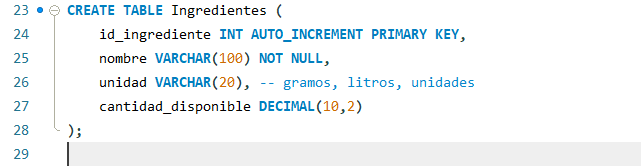 23 CREATE TABLE Ingredientes (
24 id_ingrediente INT AUTO_INCREMENT PRIMARY KEY,
25 nombre VARCHAR(100) NOT NULL,
26 unidad VARCHAR(20), -- gramos, litros, unidades
27 cantidad_disponible DECIMAL(10,2)
28 );
29